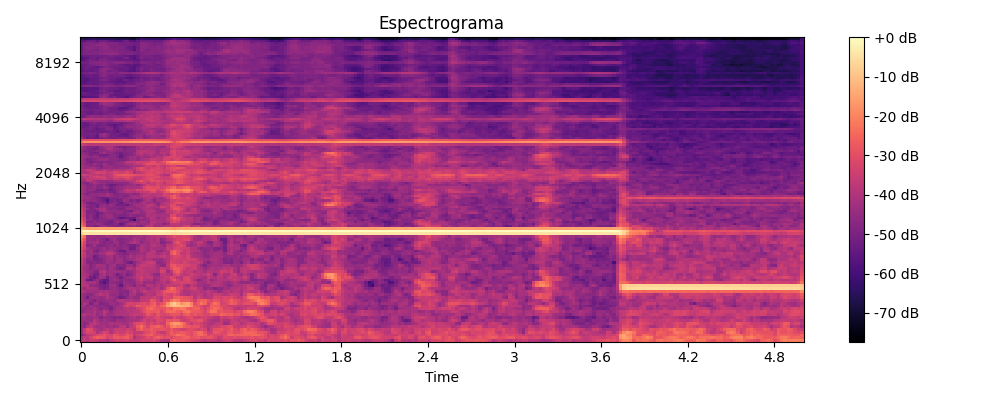 Espectrograma
Hz
8192
4096
2048
1024
512
0
0 0.6 1.2 1.8 2.4 3 3.6 4.2 4.8
Time
+0 dB
-10 dB
-20 dB
-30 dB
-40 dB
-50 dB
-60 dB
-70 dB